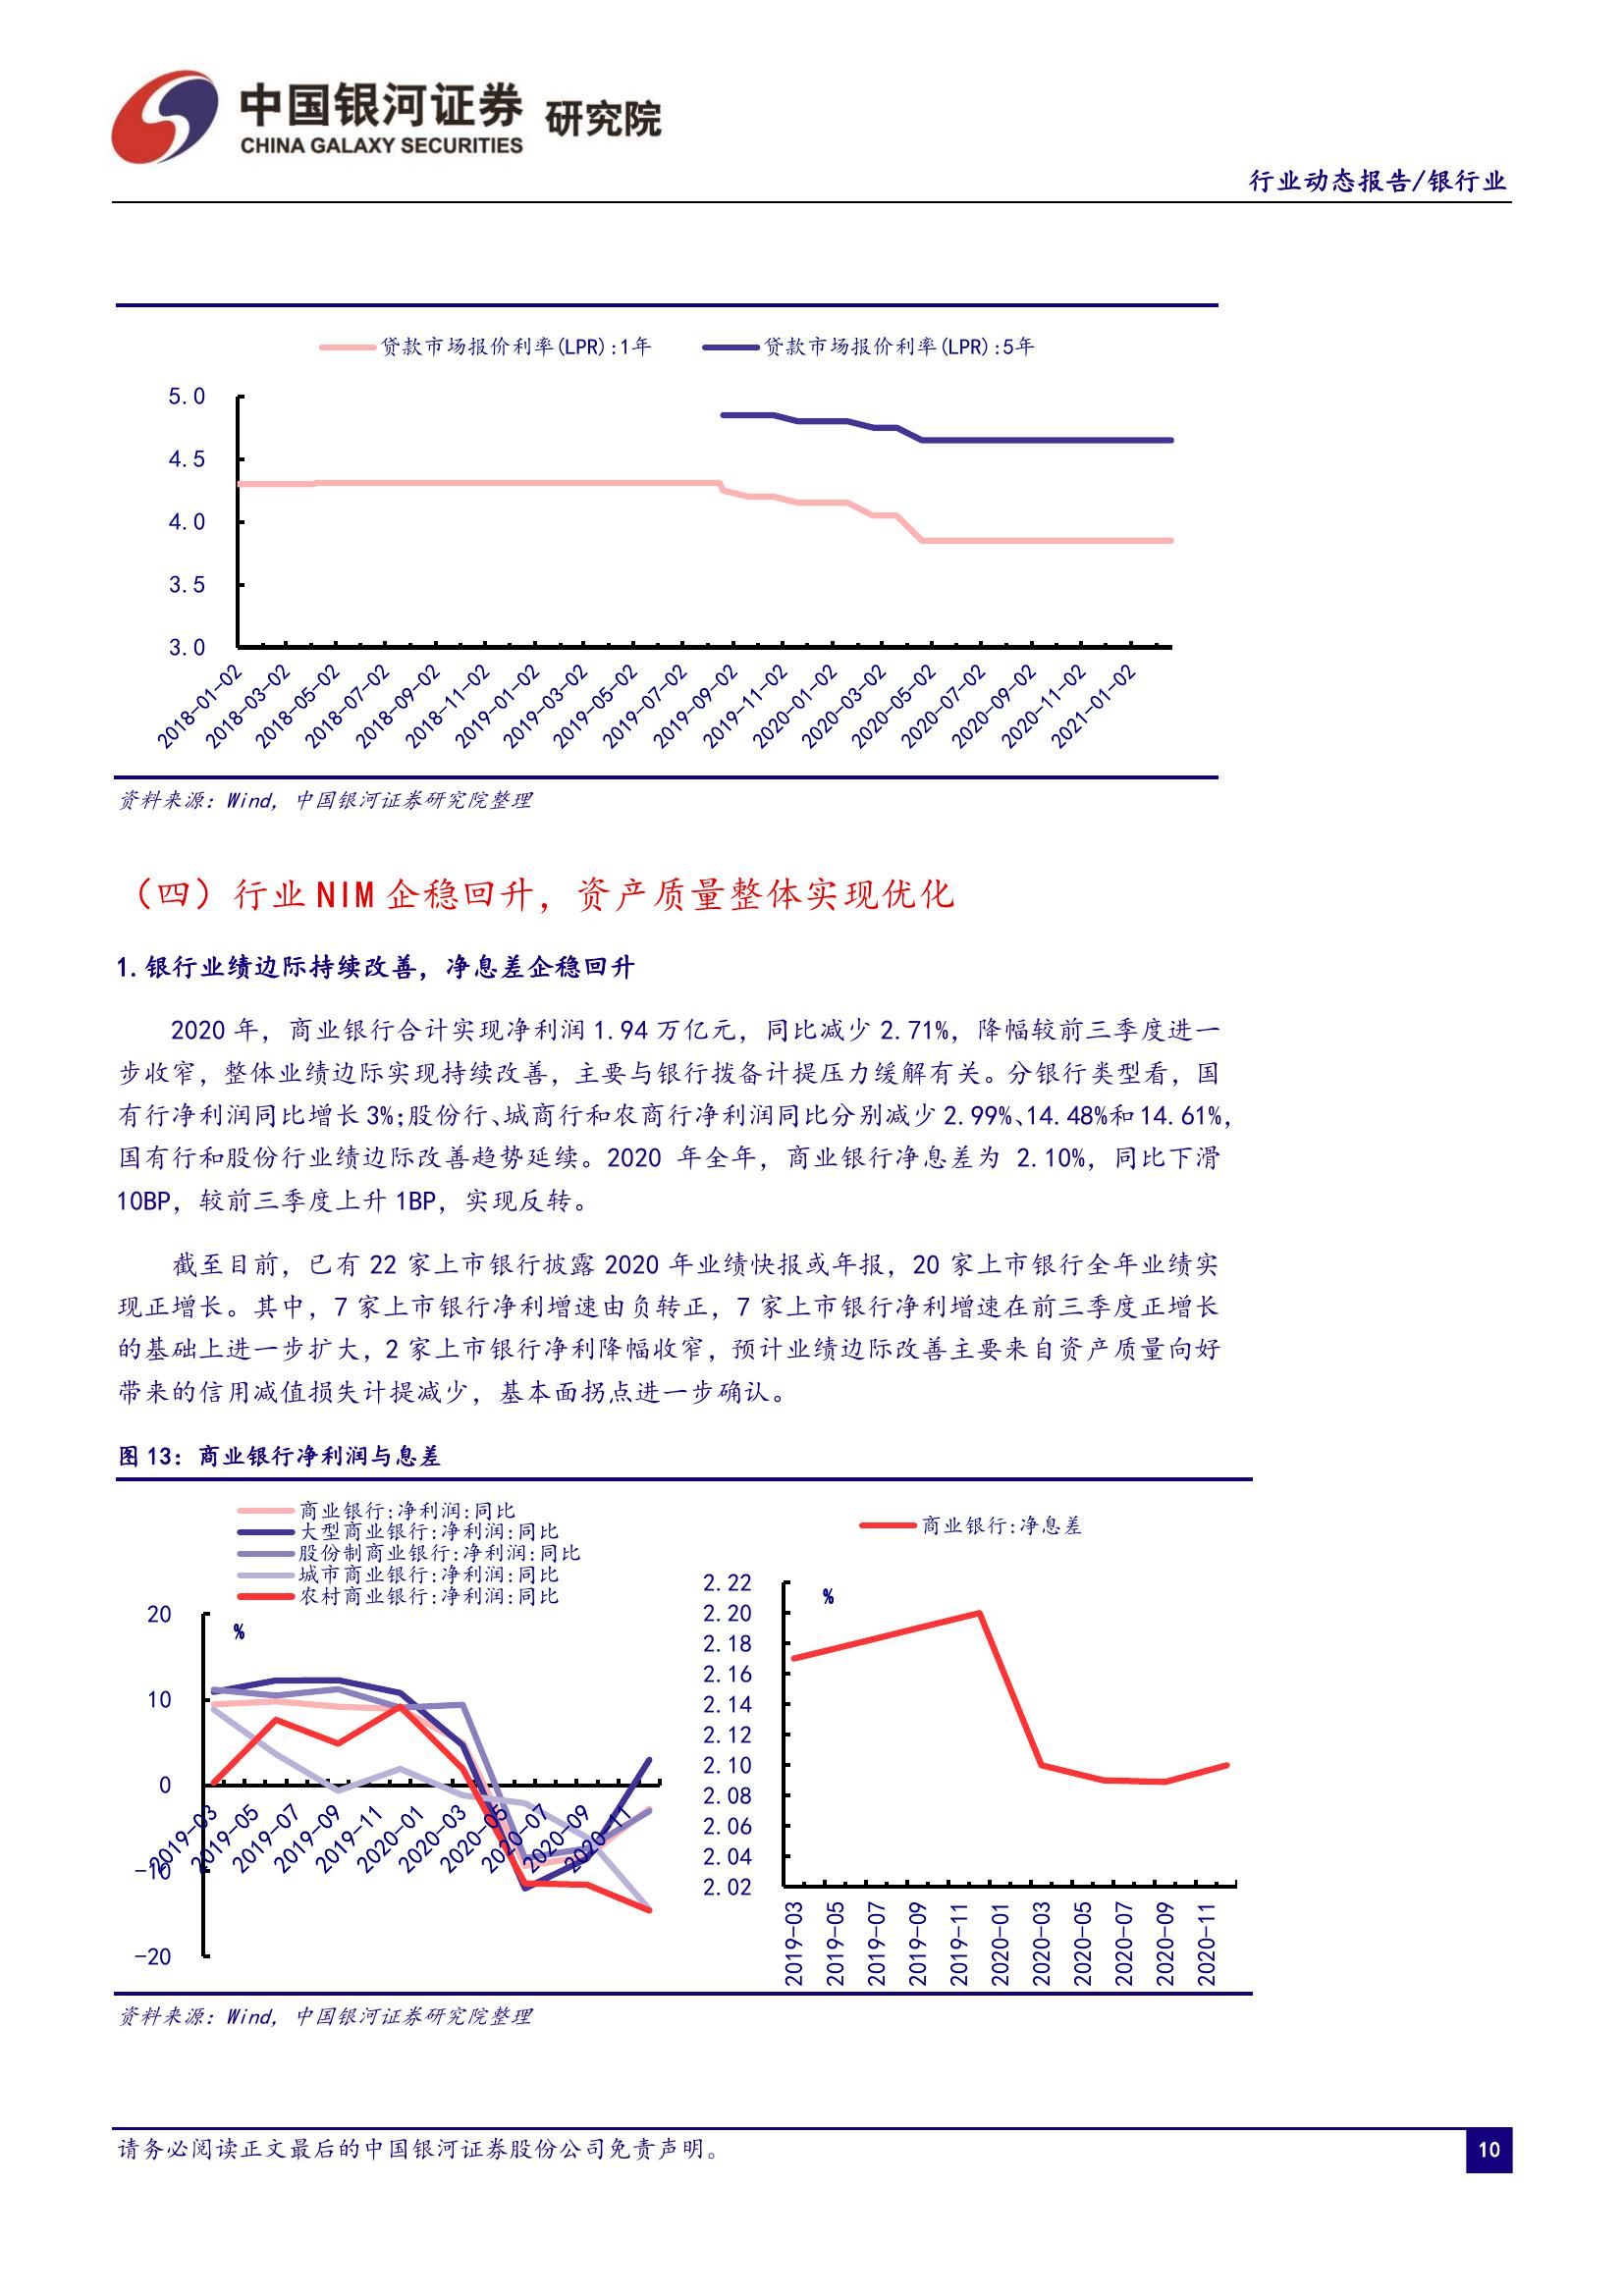 中国银河证券 研究院
CHINA GALAXY SECURITIES
行业动态报告/银行业
贷款市场报价利率(LPR):1年 贷款市场报价利率(LPR):5年
5.0
4.5
4.0
3.5
3.0
2018-01-02 2018-03-02 2018-05-02 2018-07-02 2018-09-02 2018-11-02 2019-01-02 2019-03-02 2019-05-02 2019-07-02 2019-09-02 2019-11-02 2020-01-02 2020-03-02 2020-05-02 2020-07-02 2020-09-02 2020-11-02 2021-01-02
资料来源：Wind，中国银河证券研究院整理
（四）行业 NIM 企稳回升，资产质量整体实现优化
1.银行业绩边际持续改善，净息差企稳回升
2020 年，商业银行合计实现净利润 1.94 万亿元，同比减少 2.71%，降幅较前三季度进一
步收窄，整体业绩边际实现持续改善，主要与银行拨备计提压力缓解有关。分银行类型看，国
有行净利润同比增长 3%；股份行、城商行和农商行净利润同比分别减少 2.99%、14.48%和 14.61%，
国有行和股份行业绩边际改善趋势延续。2020 年全年，商业银行净息差为 2.10%，同比下滑
10BP，较前三季度上升 1BP，实现反转。
截至目前，已有 22 家上市银行披露 2020 年业绩快报或年报，20 家上市银行全年业绩实
现正增长。其中，7 家上市银行净利增速由负转正，7 家上市银行净利增速在前三季度正增长
的基础上进一步扩大，2 家上市银行净利降幅收窄，预计业绩边际改善主要来自资产质量向好
带来的信用减值损失计提减少，基本面拐点进一步确认。
图 13：商业银行净利润与息差
商业银行:净利润:同比
大型商业银行:净利润:同比
股份制商业银行:净利润:同比
城市商业银行:净利润:同比
农村商业银行:净利润:同比
%
20
10
0
-10
-20
2019-03 2019-05 2019-07 2019-09 2019-11 2020-01 2020-03 2020-05 2020-07 2020-09 2020-11
商业银行:净息差
%
2.22
2.20
2.18
2.16
2.14
2.12
2.10
2.08
2.06
2.04
2.02
2019-03 2019-05 2019-07 2019-09 2019-11 2020-01 2020-03 2020-05 2020-07 2020-09 2020-11
资料来源：Wind，中国银河证券研究院整理
请务必阅读正文最后的中国银河证券股份公司免责声明。
10